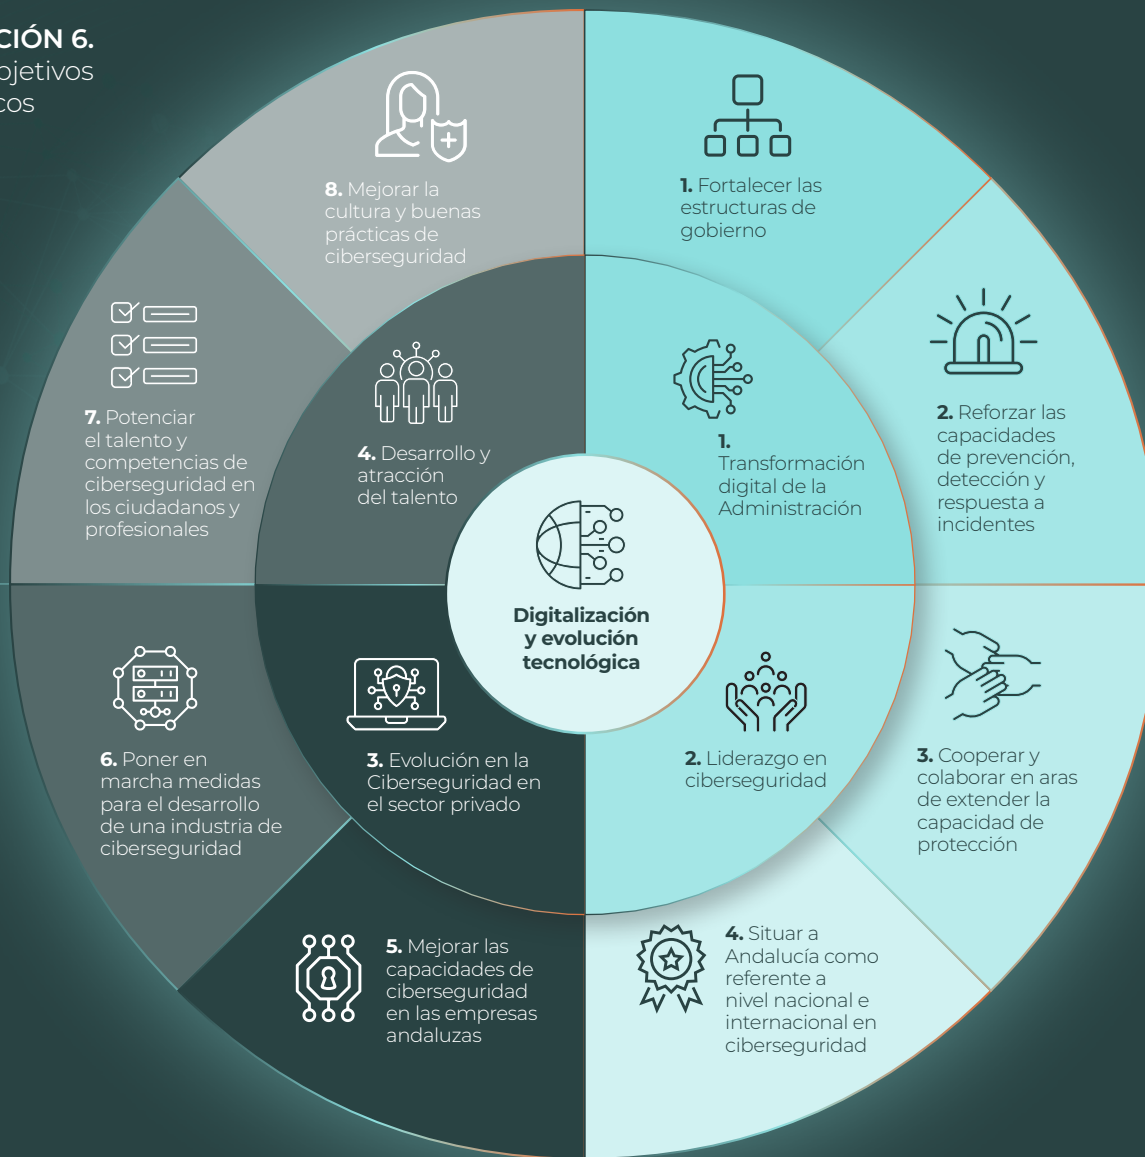 CIÓN 6.
bjetivos
cos
8. Mejorar la
cultura y buenas
prácticas de
ciberseguridad
1. Fortalecer las
estructuras de
gobierno
2. Reforzar las
capacidades
de prevención,
detección y
respuesta a
incidentes
3. Cooperar y
colaborar en aras
de extender la
capacidad de
protección
4. Situar a
Andalucía como
referente a
nivel nacional e
internacional en
ciberseguridad
5. Mejorar las
capacidades de
ciberseguridad
en las empresas
andaluzas
6. Poner en
marcha medidas
para el desarrollo
de una industria de
ciberseguridad
7. Potenciar
el talento y
competencias de
ciberseguridad en
los ciudadanos y
profesionales
4. Desarrollo y
atracción
del talento
1.
Transformación
digital de la
Administración
2. Liderazgo en
ciberseguridad
3. Evolución en la
Ciberseguridad en
el sector privado
Digitalización
y evolución
tecnológica